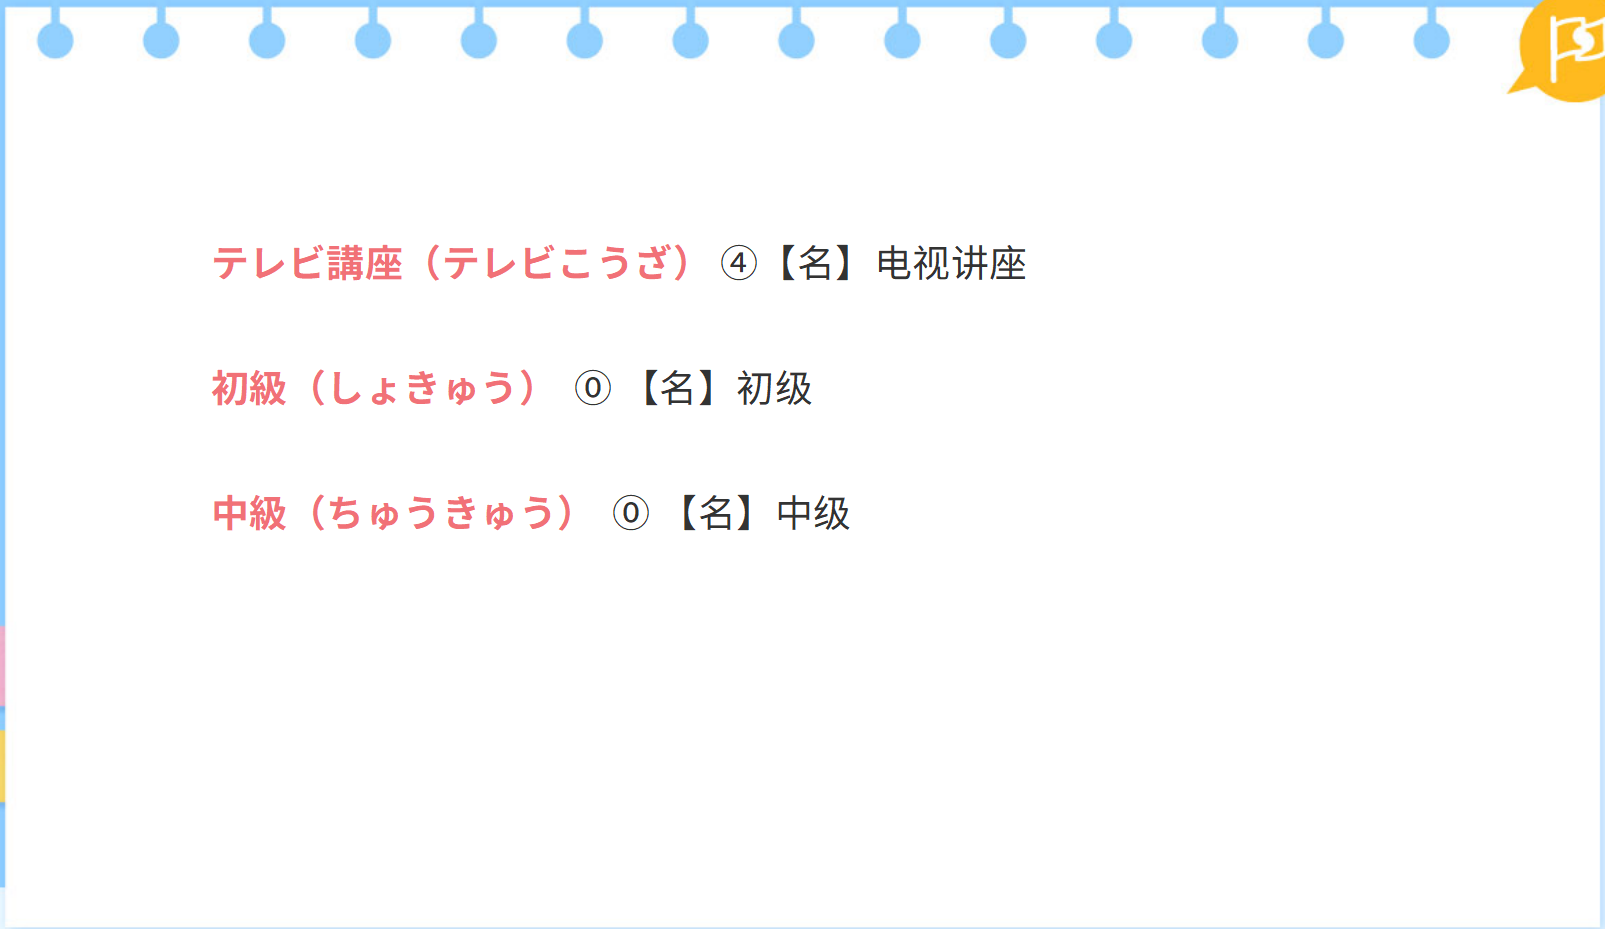 テレビ講座（テレビこうざ） ④【名】电视讲座
初級（しょきゅう） ⓪ 【名】初级
中級（ちゅうきゅう） ⓪ 【名】中级